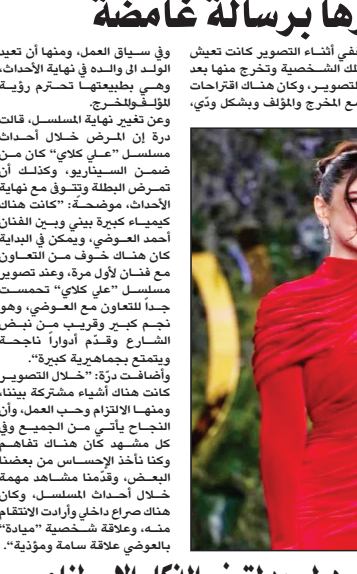 رها برسالة غامضة
ففي أثناء التصوير كانت تعيش
لك الشخصية وتخرج منها بعد
لتصوير، وكان هناك اقتراحات
ع المخرج والمؤلف وبشكل ودّي،
وفي سياق العمل، ومنها أن تعيد
الولد الى والده في نهاية الأحداث،
وهي بطبيعتها تحترم رؤية
المؤلف والمخرج.
وعن تغيير نهاية المسلسل، قالت
درة إن المرض خلال أحداث
مسلسل ”علي كلاي“ كان من
ضمن السيناريو، وكذلك أن
تمرض البطلة وتتوفى مع نهاية
الأحداث، موضحة: ”كانت هناك
كيمياء كبيرة بيني وبين الفنان
أحمد العوضي، ويمكن في البداية
كان هناك خوف من التعاون
مع فنان لأول مرة، وعند تصوير
مسلسل ”علي كلاي“ تحمست
جداً للتعاون مع العوضي، وهو
نجم كبير وقريب من نبض
الشارع وقدّم أدواراً ناجحة
ويتمتع بجماهيرية كبيرة“.
وأضافت درّة: ”خلال التصوير
كانت هناك أشياء مشتركة بيننا،
ومنها الالتزام وحب العمل، وأن
النجاح يأتي من الجميع وفي
كل مشهد كان هناك تفاهم
وكنا نأخذ الإحساس من بعضنا
البعض، وقدّمنا مشاهد مهمة
خلال أحداث المسلسل، وكان
هناك صراع داخلي وأرادت الانتقام
منه، وعلاقة شخصية ”ميادة“
بالعوضي علاقة سامة ومؤذية“.